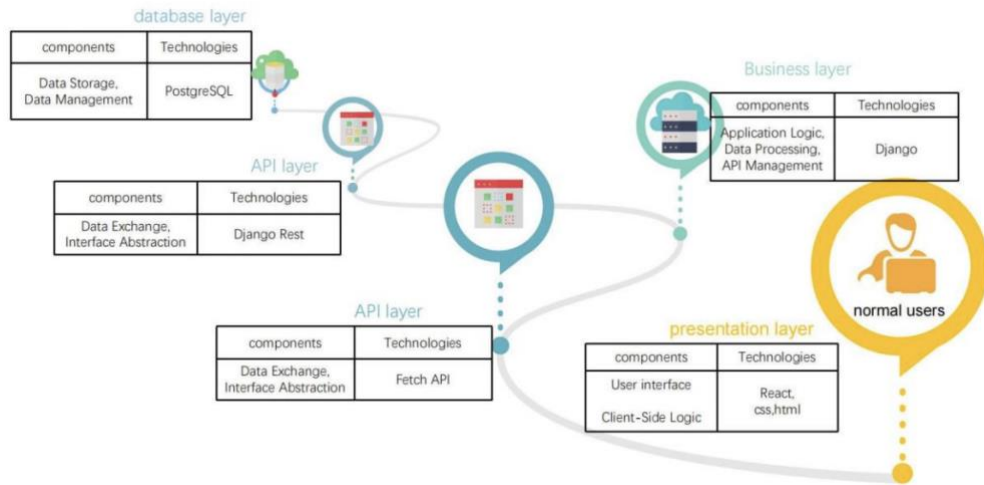 database layer
components
Technologies
Data Storage,
Data Management
PostgreSQL
API layer
components
Technologies
Data Exchange,
Interface Abstraction
Django Rest
API layer
components
Technologies
Data Exchange,
Interface Abstraction
Fetch API
Business layer
components
Technologies
Application Logic,
Data Processing,
API Management
Django
normal users
presentation layer
components
Technologies
User interface
Client-Side Logic
React,
css,html